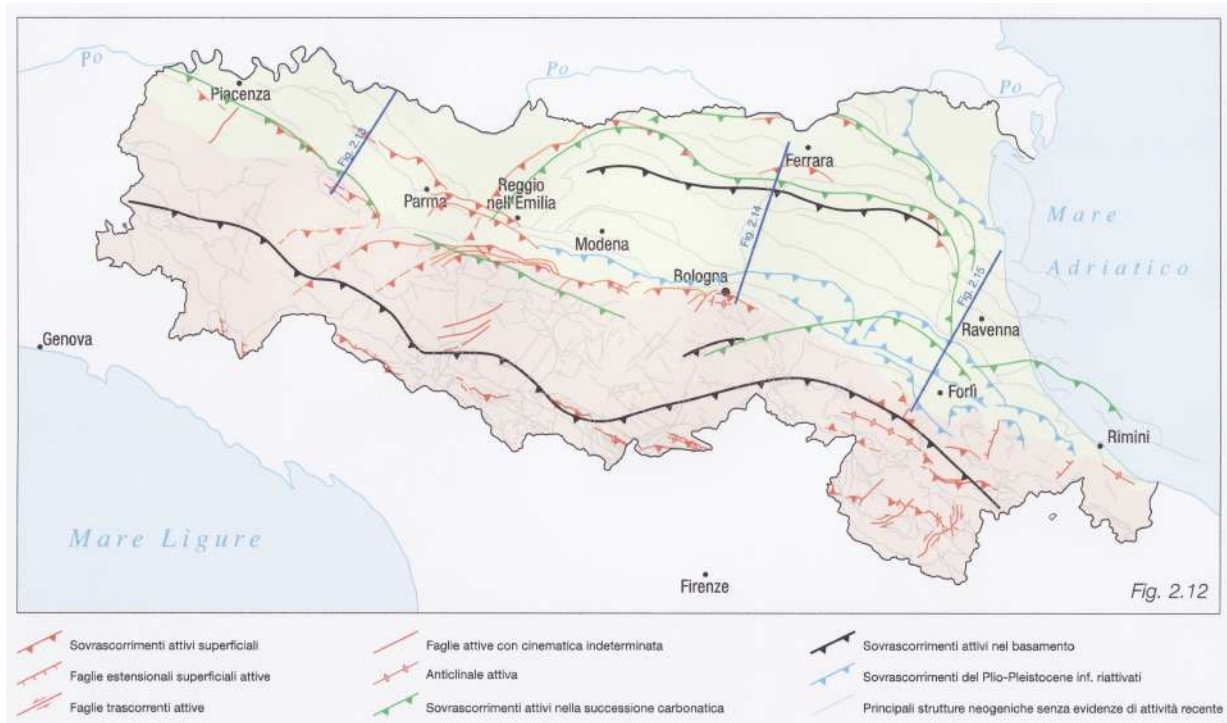 Po
Piacenza
Fig. 2.13
Parma
Reggio
nell'Emilia
Modena
Po
Ferrara
Fig. 2.14
Bologna
Po
Mare
Adriatico
Fig. 2.15
Ravenna
Forlì
Rimini
Genova
Mare Ligure
Firenze
Fig. 2.12
Sovrascorrimenti attivi superficiali
Faglie estensionali superficiali attive
Faglie trascorrenti attive
Faglie attive con cinematica indeterminata
Anticlinale attiva
Sovrascorrimenti attivi nella successione carbonatica
Sovrascorrimenti attivi nel basamento
Sovrascorrimenti del Plio-Pleistocene inf. riattivati
Principali strutture neogeniche senza evidenze di attività recente